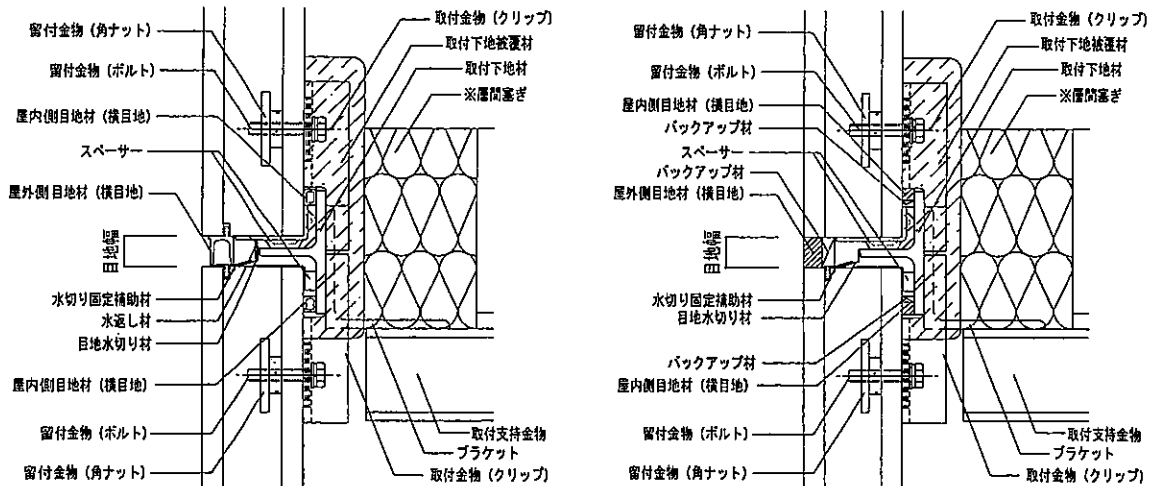 留付金物 (角ナット)
留付金物 (ボルト)
屋内側目地材 (横目地)
スペーサー
屋外側目地材 (横目地)
目地幅
水切り固定補助材
水返し材
目地水切り材
屋内側目地材 (横目地)
留付金物 (ボルト)
留付金物 (角ナット)
取付金物 (クリップ)
取付下地被覆材
取付下地材
※層間塞ぎ
取付支持金物
ブラケット
取付金物 (クリップ)
留付金物 (角ナット)
留付金物 (ボルト)
屋内側目地材 (横目地)
バックアップ材
スペーサー
バックアップ材
屋外側目地材 (横目地)
目地幅
水切り固定補助材
目地水切り材
バックアップ材
屋内側目地材 (横目地)
留付金物 (ボルト)
留付金物 (角ナット)
取付金物 (クリップ)
取付下地被覆材
取付下地材
※層間塞ぎ
取付支持金物
ブラケット
取付金物 (クリップ)